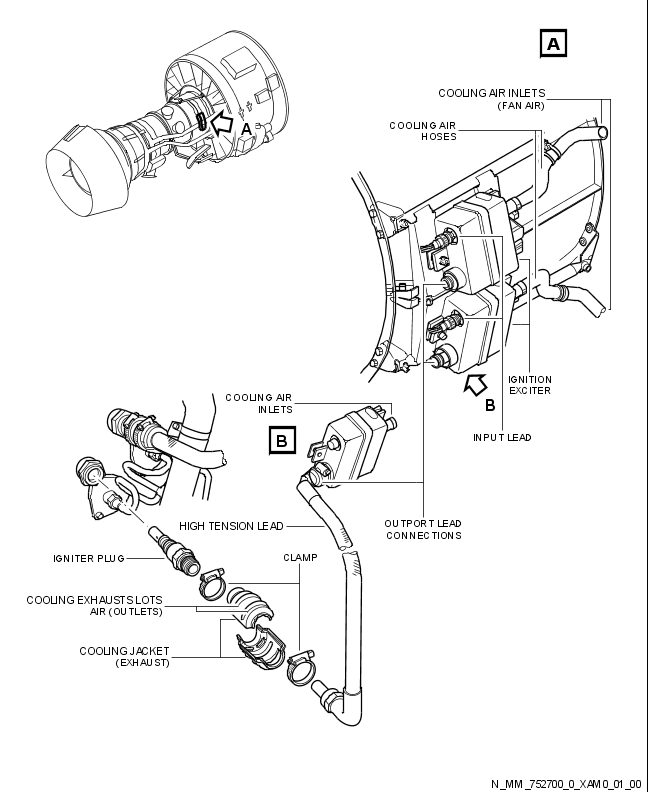 A
COOLING AIR INLETS
(FAN AIR)
COOLING AIR
HOSES
A
IGNITION
EXCITER
B
COOLING AIR
INLETS
B
INPUT LEAD
HIGH TENSION LEAD
OUTPORT LEAD
CONNECTIONS
IGNITER PLUG
CLAMP
COOLING EXHAUSTS LOTS
AIR (OUTLETS)
COOLING JACKET
(EXHAUST)
N_MM_752700_0_XAM0_01_00